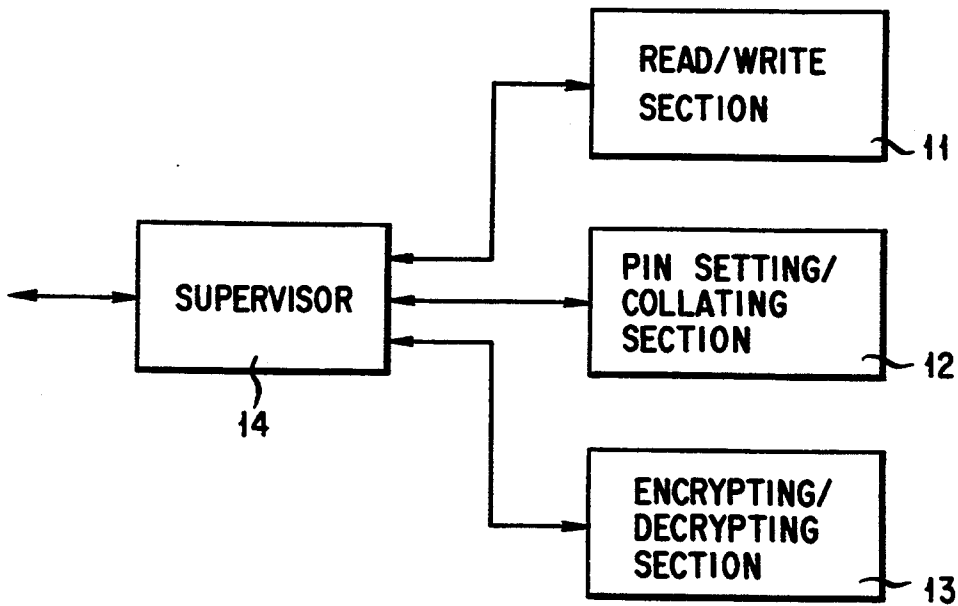 READ/WRITE
SECTION
11
SUPERVISOR
14
PIN SETTING/
COLLATING
SECTION
12
ENCRYPTING/
DECRYPTING
SECTION
13